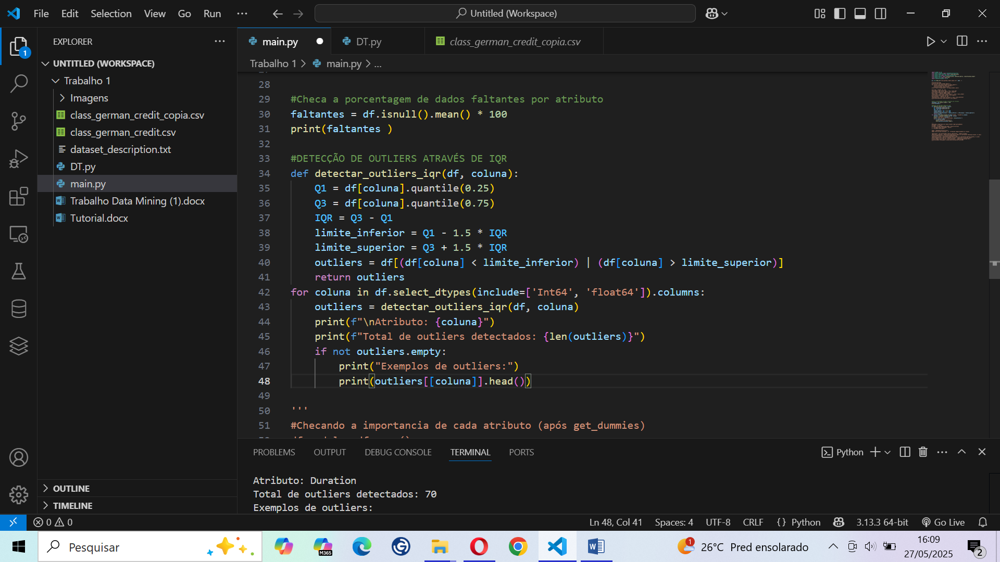 File Edit Selection View Go Run ··· Untitled (Workspace)
EXPLORER ···
1
UNTITLED (WORKSPACE)
Trabalho 1
Imagens
class_german_credit_copia.csv
class_german_credit.csv
dataset_description.txt
DT.py
main.py
Trabalho Data Mining (1).docx
Tutorial.docx
OUTLINE
TIMELINE
main.py DT.py class_german_credit_copia.csv
Trabalho 1 > main.py > ...
28
29 #Checa a porcentagem de dados faltantes por atributo
30 faltantes = df.isnull().mean() * 100
31 print(faltantes )
32
33 #DETECÇÃO DE OUTLIERS ATRAVÉS DE IQR
34 def detectar_outliers_iqr(df, coluna):
35 Q1 = df[coluna].quantile(0.25)
36 Q3 = df[coluna].quantile(0.75)
37 IQR = Q3 - Q1
38 limite_inferior = Q1 - 1.5 * IQR
39 limite_superior = Q3 + 1.5 * IQR
40 outliers = df[(df[coluna] < limite_inferior) | (df[coluna] > limite_superior)]
41 return outliers
42 for coluna in df.select_dtypes(include=['Int64', 'float64']).columns:
43 outliers = detectar_outliers_iqr(df, coluna)
44 print(f"\nAtributo: {coluna}")
45 print(f"Total de outliers detectados: {len(outliers)}")
46 if not outliers.empty:
47 print("Exemplos de outliers:")
48 print(outliers[[coluna]].head())
49
50 '''
51 #Checando a importancia de cada atributo (após get_dummies)
PROBLEMS OUTPUT DEBUG CONSOLE TERMINAL PORTS Python
Atributo: Duration
Total de outliers detectados: 70
Exemplos de outliers:
0 0 Ln 48, Col 41 Spaces: 4 UTF-8 CRLF {} Python 3.13.3 64-bit Go Live
Pesquisar M365 1 26°C Pred ensolarado 16:09
27/05/2025 2